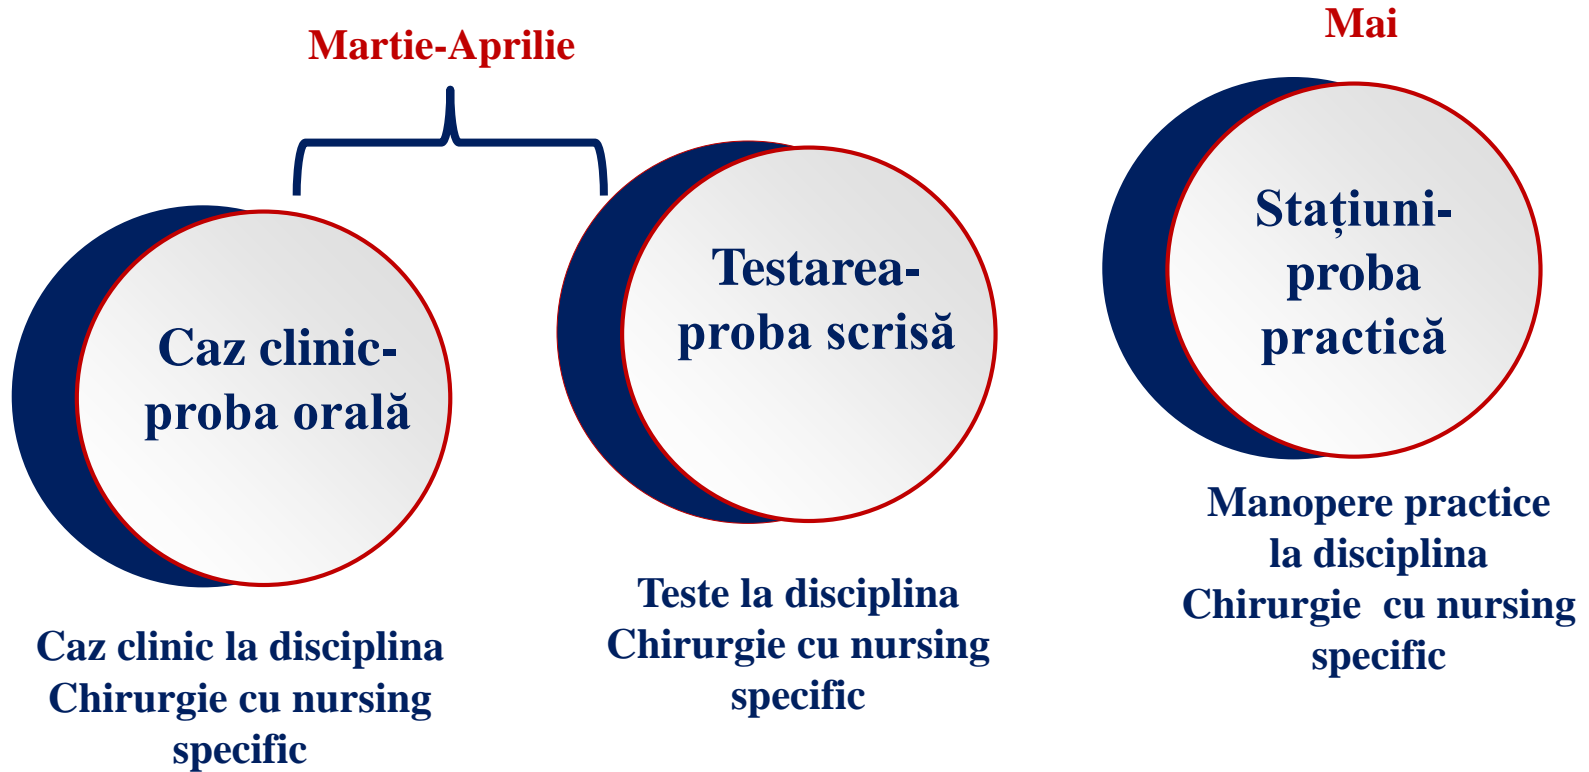 Martie-Aprilie
Mai
Caz clinic-
proba orală
Testarea-
proba scrisă
Stațiuni-
proba
practică
Caz clinic la disciplina
Chirurgie cu nursing
specific
Teste la disciplina
Chirurgie cu nursing
specific
Manopere practice
la disciplina
Chirurgie  cu nursing
specific